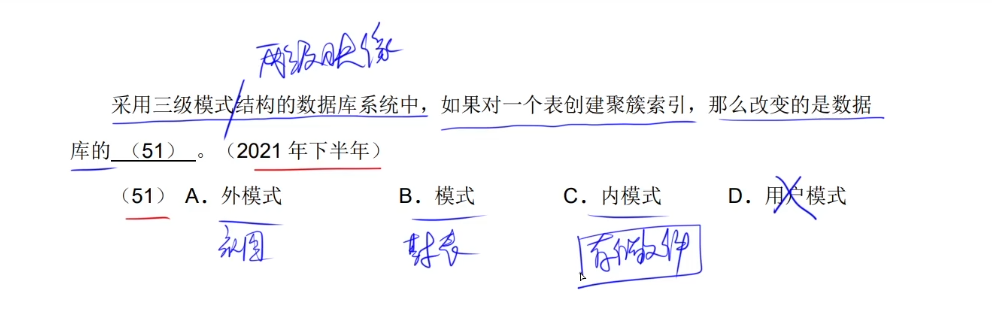 两级映像
采用三级模式结构的数据库系统中，如果对一个表创建聚簇索引，那么改变的是数据
库的 （51） 。（2021 年下半年）
（51） A．外模式 B．模式 C．内模式 D．用户模式
视图 基表 存储文件